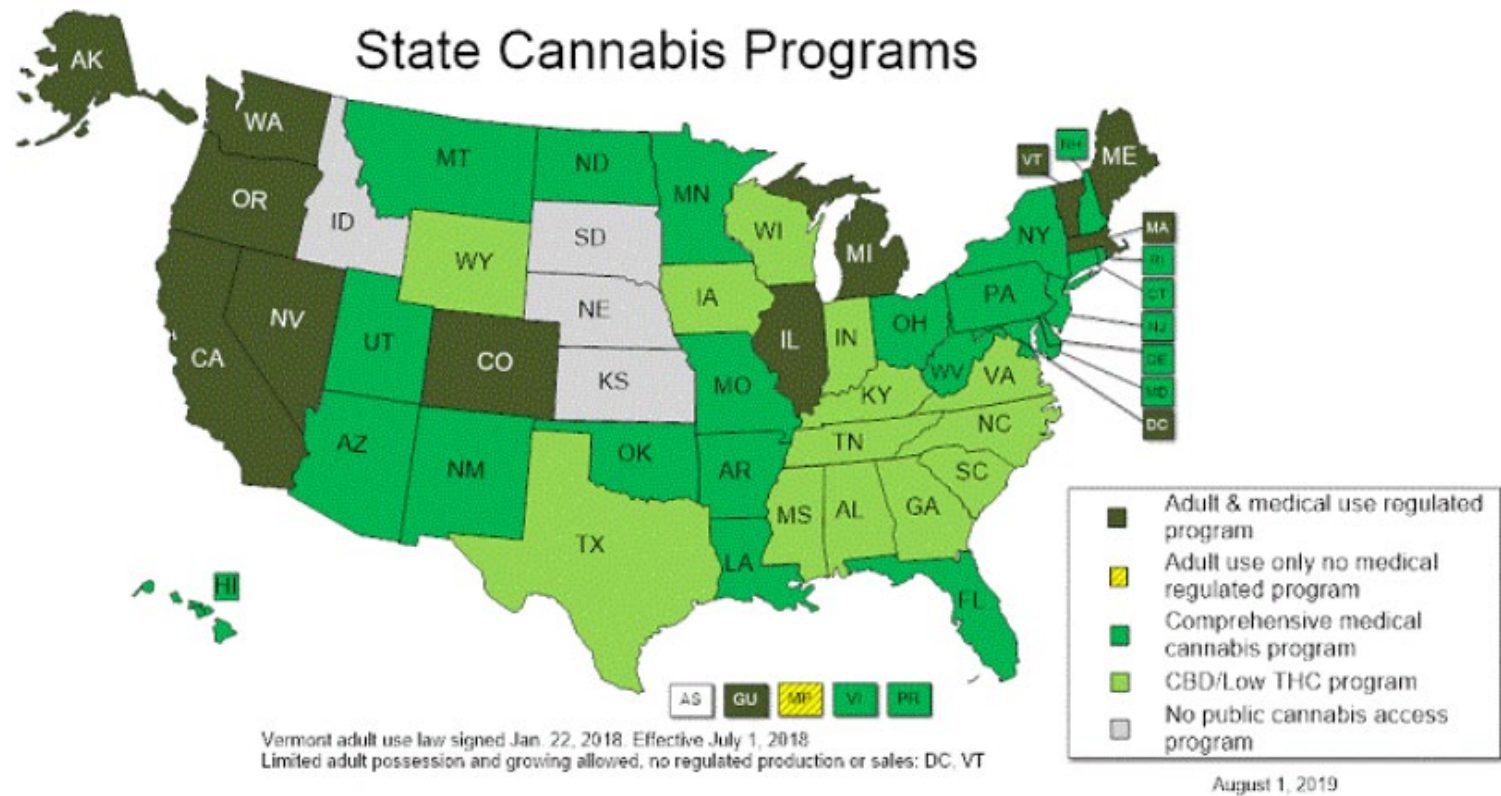 State Cannabis Programs
AK
WA
OR
CA
NV
ID
MT
WY
UT
CO
AZ
NM
ND
SD
NE
KS
OK
TX
MN
IA
MO
AR
LA
WI
IL
MI
IN
OH
KY
TN
MS
AL
GA
FL
SC
NC
VA
WV
PA
NY
VT
NH
ME
MA
RI
CT
NJ
DE
MD
DC
HI
AS
GU
MP
VI
PR
Adult & medical use regulated
program
Adult use only no medical
regulated program
Comprehensive medical
cannabis program
CBD/Low THC program
No public cannabis access
program
Vermont adult use law signed Jan. 22, 2018. Effective July 1, 2018
Limited adult possession and growing allowed, no regulated production or sales: DC, VT
August 1, 2019